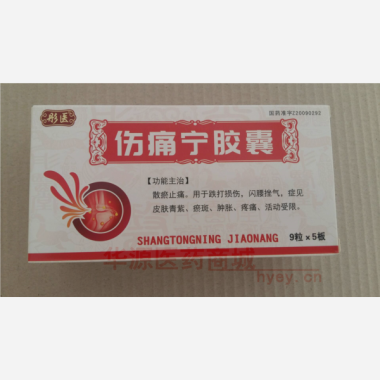 彤医
国药准字Z20090292
伤痛宁胶囊
【功能主治】
散瘀止痛。用于跌打损伤，闪腰挫气，症见
皮肤青紫、瘀斑、肿胀、疼痛、活动受限。
SHANGTONGNING JIAONANG
9粒×5板
华源医药商城
hyey.cn